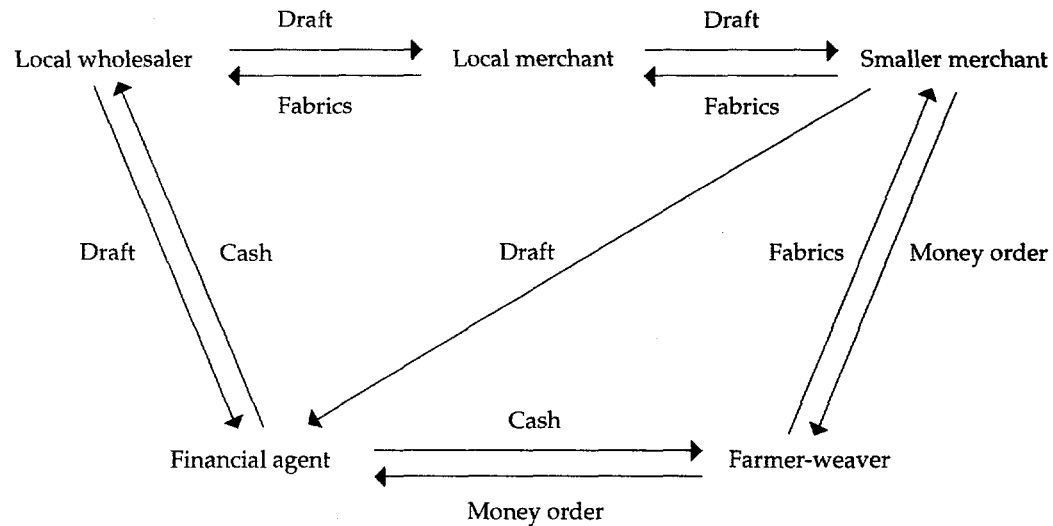 Draft
Draft
Local wholesaler
Local merchant
Smaller merchant
Fabrics
Fabrics
Draft
Cash
Draft
Fabrics
Money order
Cash
Financial agent
Farmer-weaver
Money order